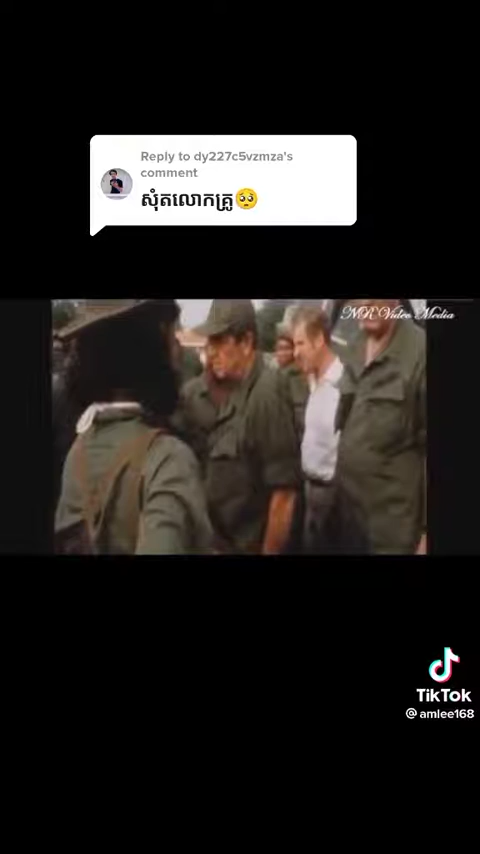 Reply to dy227c5vzmza's
comment
សុំតលោកគ្រូ🥺
MR Video Media
TikTok
@amlee168